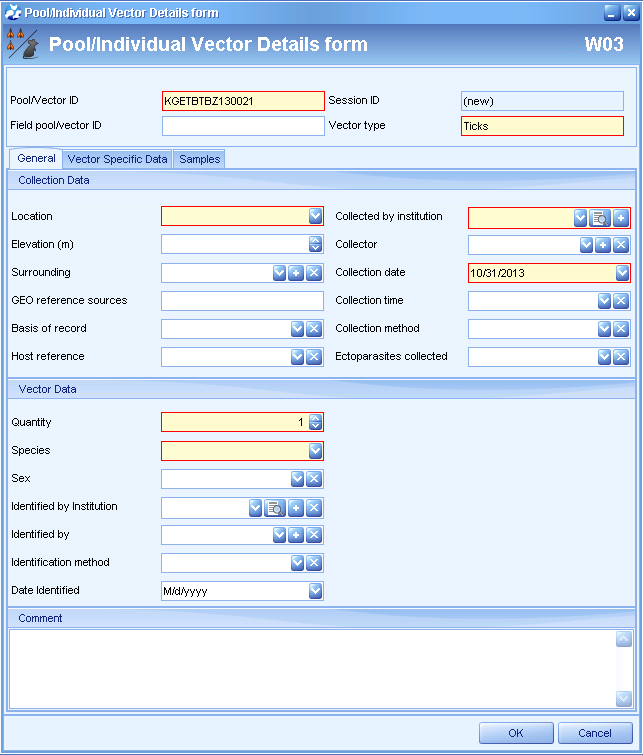 Pool/Individual Vector Details form
Pool/Individual Vector Details form W03
Pool/Vector ID KGETBTBZ130021 Session ID (new)
Field pool/vector ID Vector type Ticks
General Vector Specific Data Samples
Collection Data
Location Collected by institution
Elevation (m) Collector
Surrounding Collection date 10/31/2013
GEO reference sources Collection time
Basis of record Collection method
Host reference Ectoparasites collected
Vector Data
Quantity 1
Species
Sex
Identified by Institution
Identified by
Identification method
Date Identified M/d/yyyy
Comment
OK Cancel